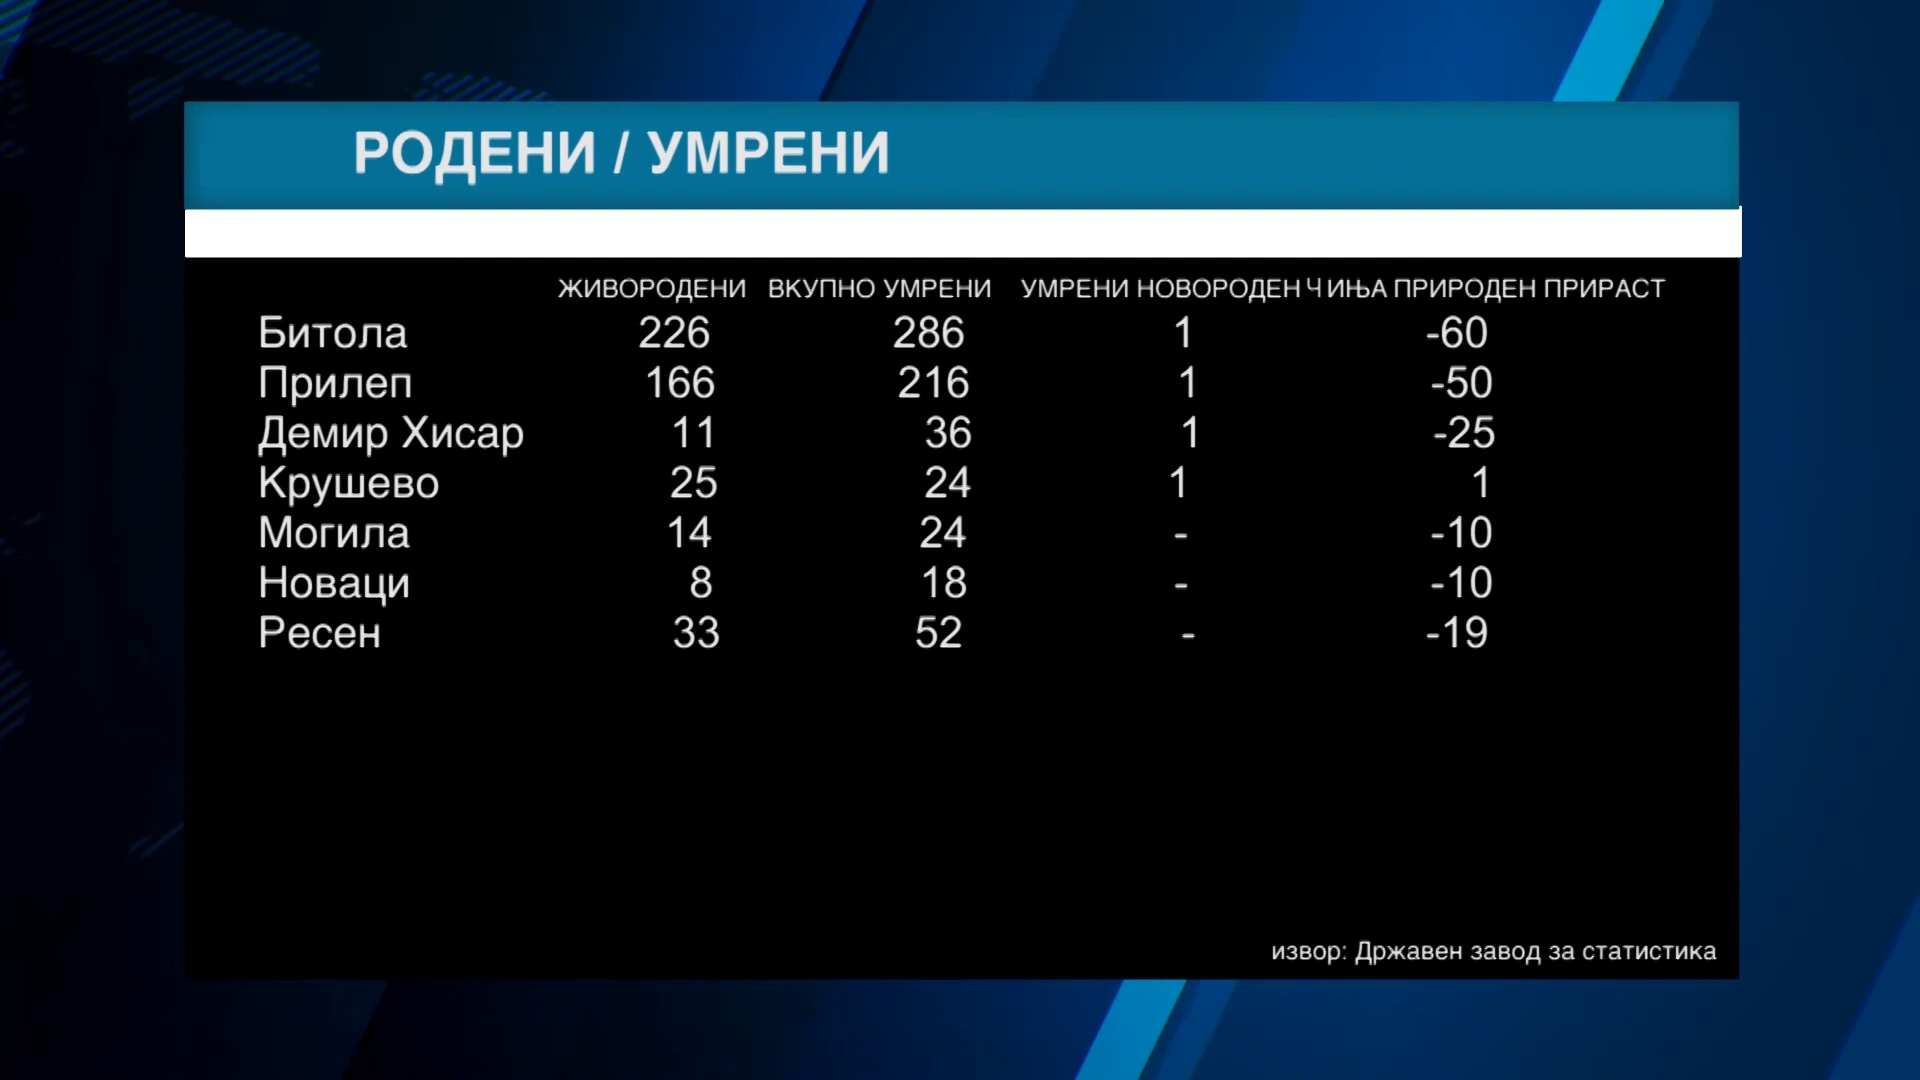 РОДЕНИ / УМРЕНИ
ЖИВОРОДЕНИ ВКУПНО УМРЕНИ УМРЕНИ НОВОРОДЕНЧИЊА ПРИРОДЕН ПРИРАСТ
Битола 226 286 1 -60
Прилеп 166 216 1 -50
Демир Хисар 11 36 1 -25
Крушево 25 24 1 1
Могила 14 24 - -10
Новаци 8 18 - -10
Ресен 33 52 - -19
извор: Државен завод за статистика